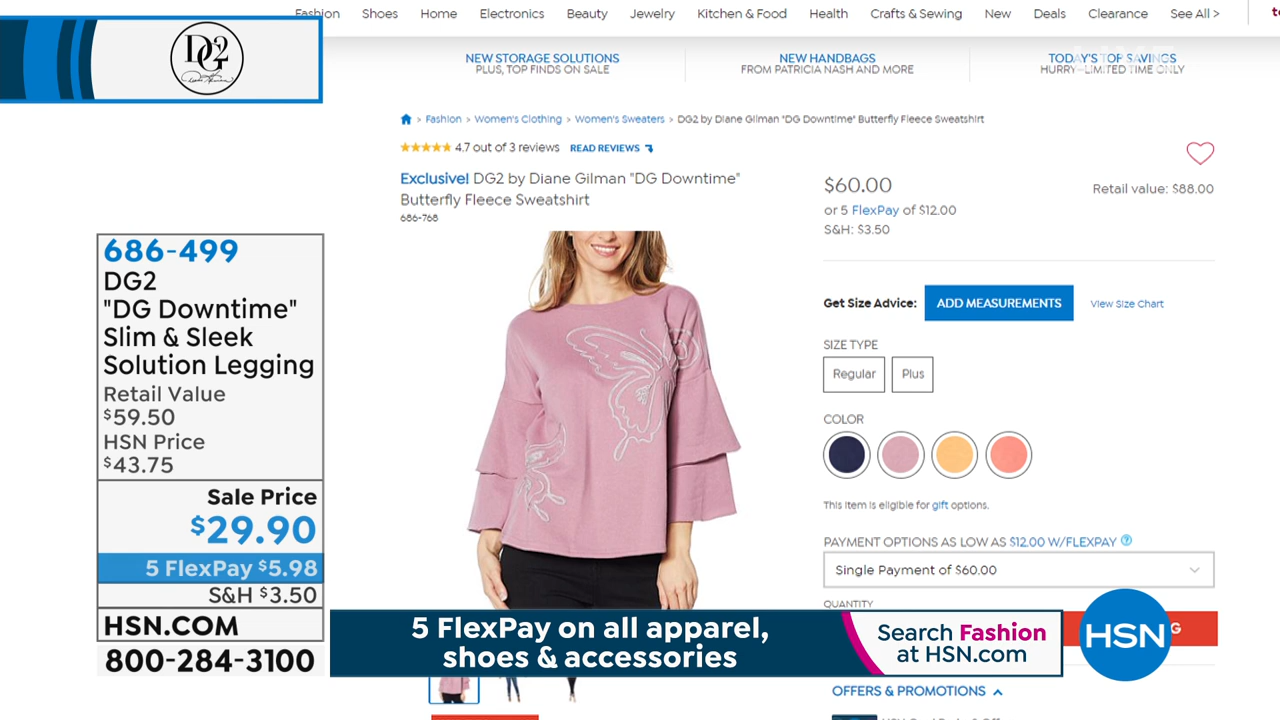 Fashion Shoes Home Electronics Beauty Jewelry Kitchen & Food Health Crafts & Sewing New Deals Clearance See All >
DG2
NEW STORAGE SOLUTIONS
PLUS, TOP FINDS ON SALE
NEW HANDBAGS
FROM PATRICIA NASH AND MORE
TODAY'S TOP SAVINGS
HURRY—LIMITED TIME ONLY
> Fashion > Women's Clothing > Women's Sweaters > DG2 by Diane Gilman "DG Downtime" Butterfly Fleece Sweatshirt
4.7 out of 3 reviews READ REVIEWS
Exclusive! DG2 by Diane Gilman "DG Downtime"
Butterfly Fleece Sweatshirt
686-768
$60.00
Retail value: $88.00
or 5 FlexPay of $12.00
S&H: $3.50
Get Size Advice: ADD MEASUREMENTS View Size Chart
SIZE TYPE
Regular Plus
COLOR
This item is eligible for gift options.
PAYMENT OPTIONS AS LOW AS $12.00 W/FLEXPAY ?
Single Payment of $60.00
QUANTITY
OFFERS & PROMOTIONS
686-499
DG2
"DG Downtime"
Slim & Sleek
Solution Legging
Retail Value
$59.50
HSN Price
$43.75
Sale Price
$29.90
5 FlexPay $5.98
S&H $3.50
HSN.COM
800-284-3100
5 FlexPay on all apparel,
shoes & accessories
Search Fashion
at HSN.com
HSN